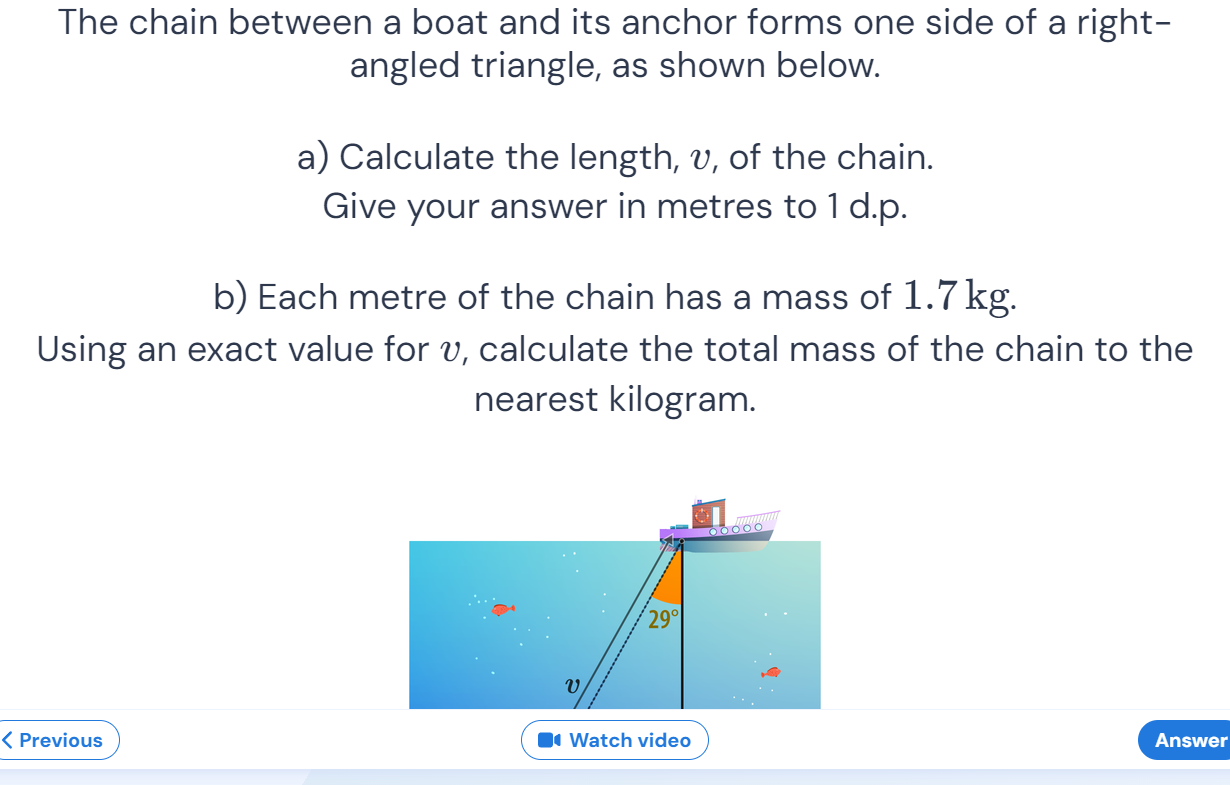 The chain between a boat and its anchor forms one side of a right-
angled triangle, as shown below.
a) Calculate the length, v, of the chain.
Give your answer in metres to 1 d.p.
b) Each metre of the chain has a mass of 1.7 kg.
Using an exact value for v, calculate the total mass of the chain to the
nearest kilogram.
29°
v
Previous
Watch video
Answer